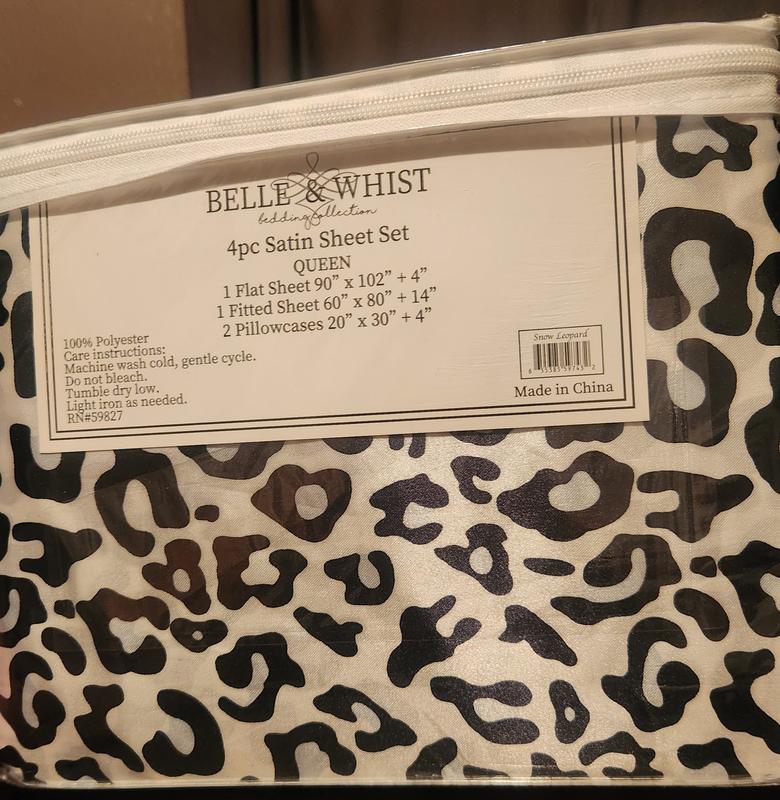 BELLE & WHIST
bedding collection
4pc Satin Sheet Set
QUEEN
1 Flat Sheet 90” x 102” + 4”
1 Fitted Sheet 60” x 80” + 14”
2 Pillowcases 20” x 30” + 4”
100% Polyester
Care instructions:
Machine wash cold, gentle cycle.
Do not bleach.
Tumble dry low.
Light iron as needed.
RN#59827
Snow Leopard
Made in China